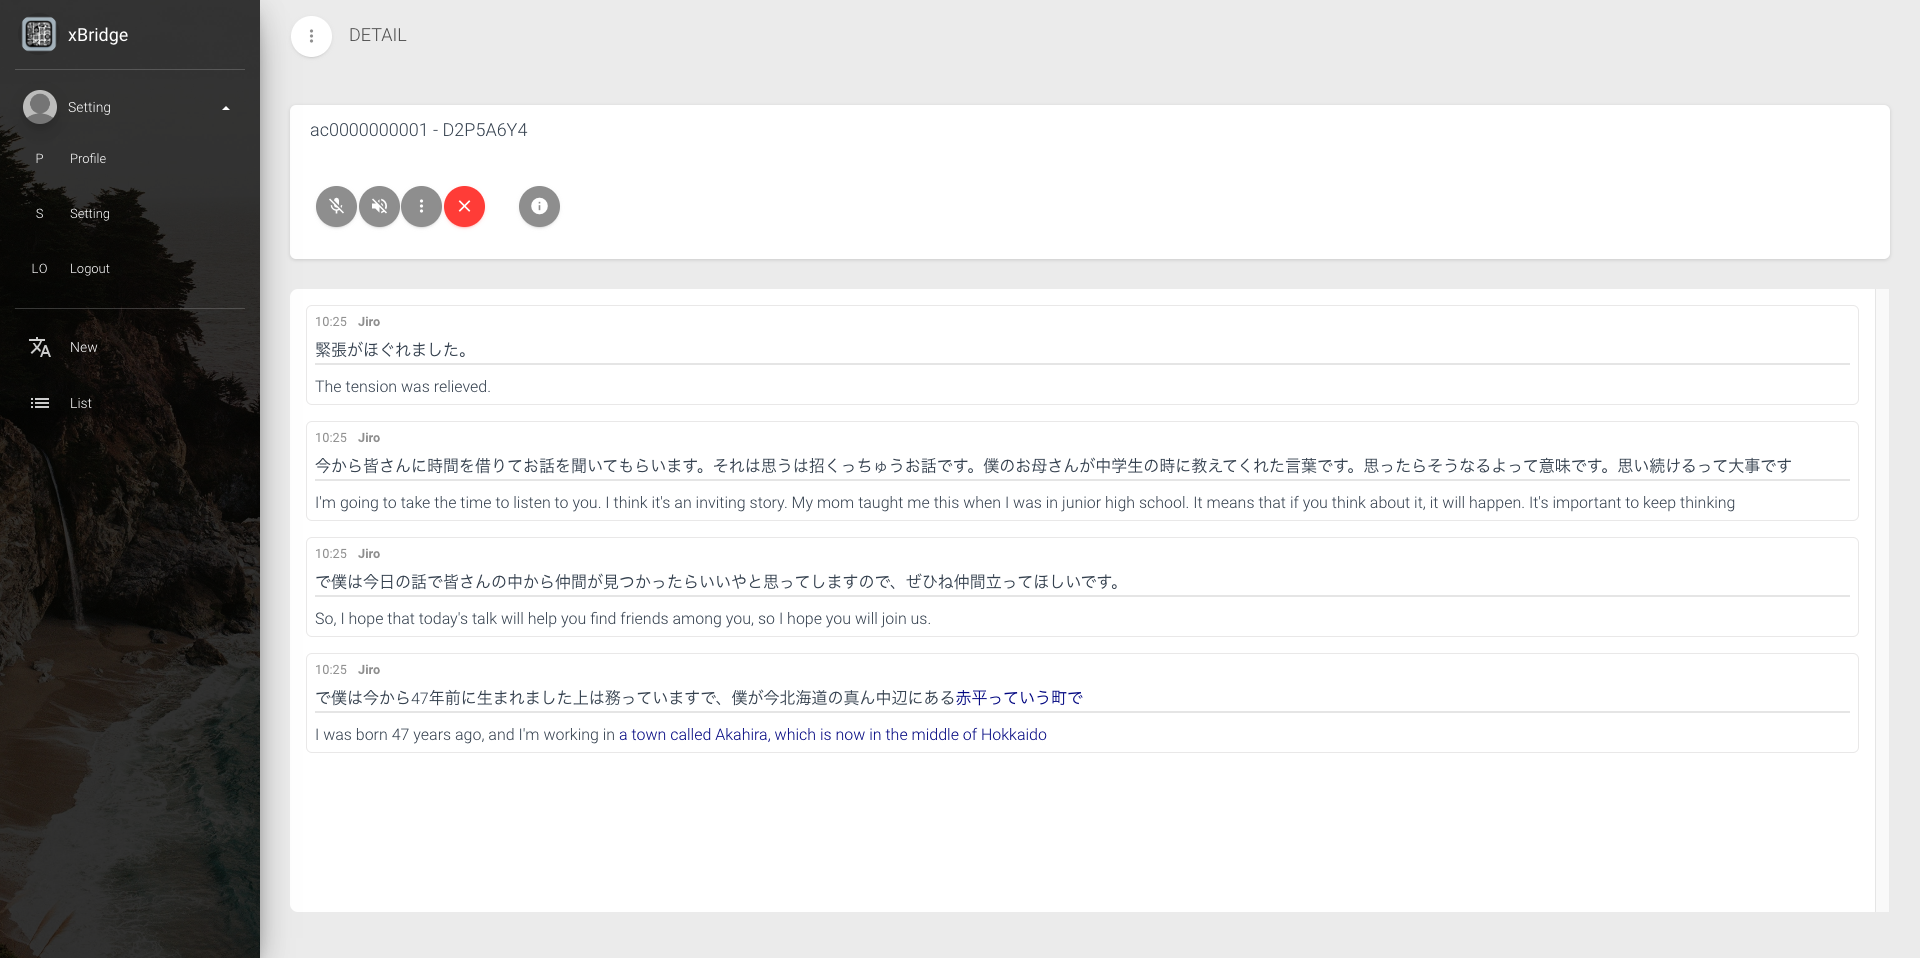 xBridge
Setting
P Profile
S Setting
LO Logout
New
List
DETAIL
ac0000000001 - D2P5A6Y4
10:25 Jiro
緊張がほぐれました。
The tension was relieved.
10:25 Jiro
今から皆さんに時間を借りてお話を聞いてもらいます。それは思うは招くっちゅうお話です。僕のお母さんが中学生の時に教えてくれた言葉です。思ったらそうなるよって意味です。思い続けるって大事です
I'm going to take the time to listen to you. I think it's an inviting story. My mom taught me this when I was in junior high school. It means that if you think about it, it will happen. It's important to keep thinking
10:25 Jiro
で僕は今日の話で皆さんの中から仲間が見つかったらいいやと思ってしますので、ぜひね仲間立ってほしいです。
So, I hope that today's talk will help you find friends among you, so I hope you will join us.
10:25 Jiro
で僕は今から47年前に生まれました上は務っていますで、僕が今北海道の真ん中辺にある赤平っていう町で
I was born 47 years ago, and I'm working in a town called Akahira, which is now in the middle of Hokkaido